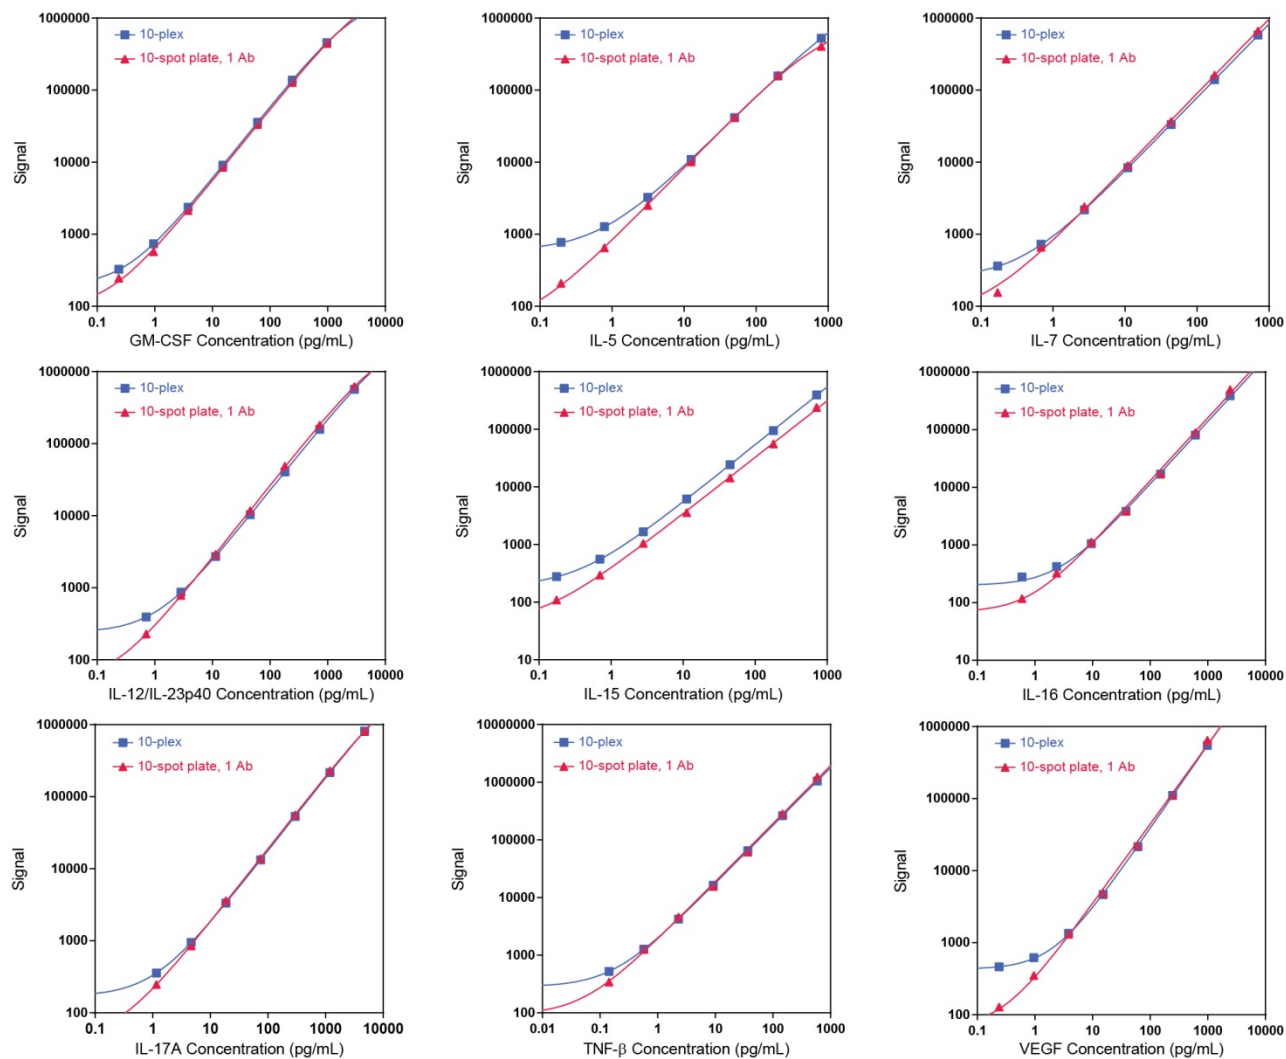 1000000
10-plex
10-spot plate, 1 Ab
100000
10000
1000
100
Signal
0.1 1 10 100 1000 10000
GM-CSF Concentration (pg/mL)
1000000
10-plex
10-spot plate, 1 Ab
100000
10000
1000
100
Signal
0.1 1 10 100 1000
IL-5 Concentration (pg/mL)
1000000
10-plex
10-spot plate, 1 Ab
100000
10000
1000
100
Signal
0.1 1 10 100 1000
IL-7 Concentration (pg/mL)
1000000
10-plex
10-spot plate, 1 Ab
100000
10000
1000
100
Signal
0.1 1 10 100 1000 10000
IL-12/IL-23p40 Concentration (pg/mL)
1000000
10-plex
10-spot plate, 1 Ab
100000
10000
1000
100
10
Signal
0.1 1 10 100 1000
IL-15 Concentration (pg/mL)
1000000
10-plex
10-spot plate, 1 Ab
100000
10000
1000
100
10
Signal
0.1 1 10 100 1000 10000
IL-16 Concentration (pg/mL)
1000000
10-plex
10-spot plate, 1 Ab
100000
10000
1000
100
Signal
0.1 1 10 100 1000 10000
IL-17A Concentration (pg/mL)
10000000
10-plex
10-spot plate, 1 Ab
1000000
100000
10000
1000
100
Signal
0.01 0.1 1 10 100 1000
TNF-β Concentration (pg/mL)
1000000
10-plex
10-spot plate, 1 Ab
100000
10000
1000
100
Signal
0.1 1 10 100 1000 10000
VEGF Concentration (pg/mL)